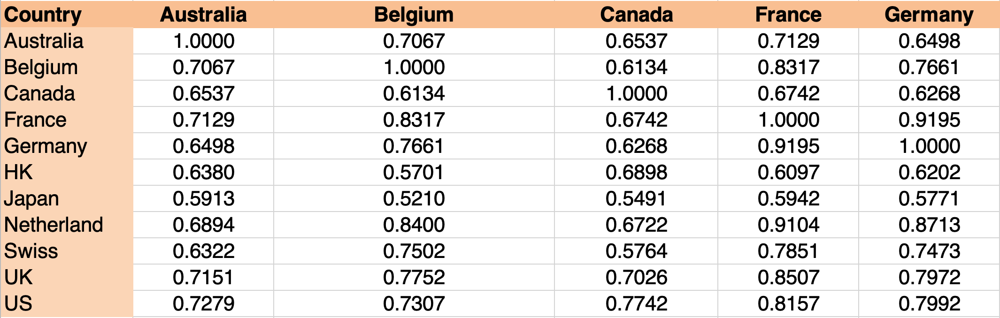 Country Australia Belgium Canada France Germany
Australia 1.0000 0.7067 0.6537 0.7129 0.6498
Belgium 0.7067 1.0000 0.6134 0.8317 0.7661
Canada 0.6537 0.6134 1.0000 0.6742 0.6268
France 0.7129 0.8317 0.6742 1.0000 0.9195
Germany 0.6498 0.7661 0.6268 0.9195 1.0000
HK 0.6380 0.5701 0.6898 0.6097 0.6202
Japan 0.5913 0.5210 0.5491 0.5942 0.5771
Netherland 0.6894 0.8400 0.6722 0.9104 0.8713
Swiss 0.6322 0.7502 0.5764 0.7851 0.7473
UK 0.7151 0.7752 0.7026 0.8507 0.7972
US 0.7279 0.7307 0.7742 0.8157 0.7992